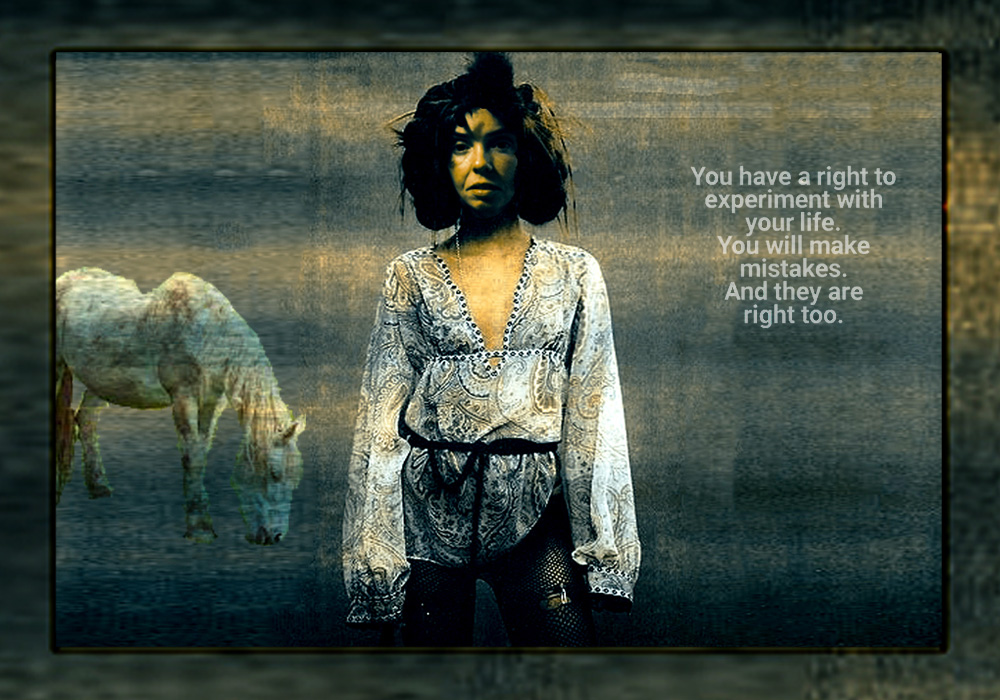 You have a right to
experiment with
your life.
You will make
mistakes.
And they are
right too.